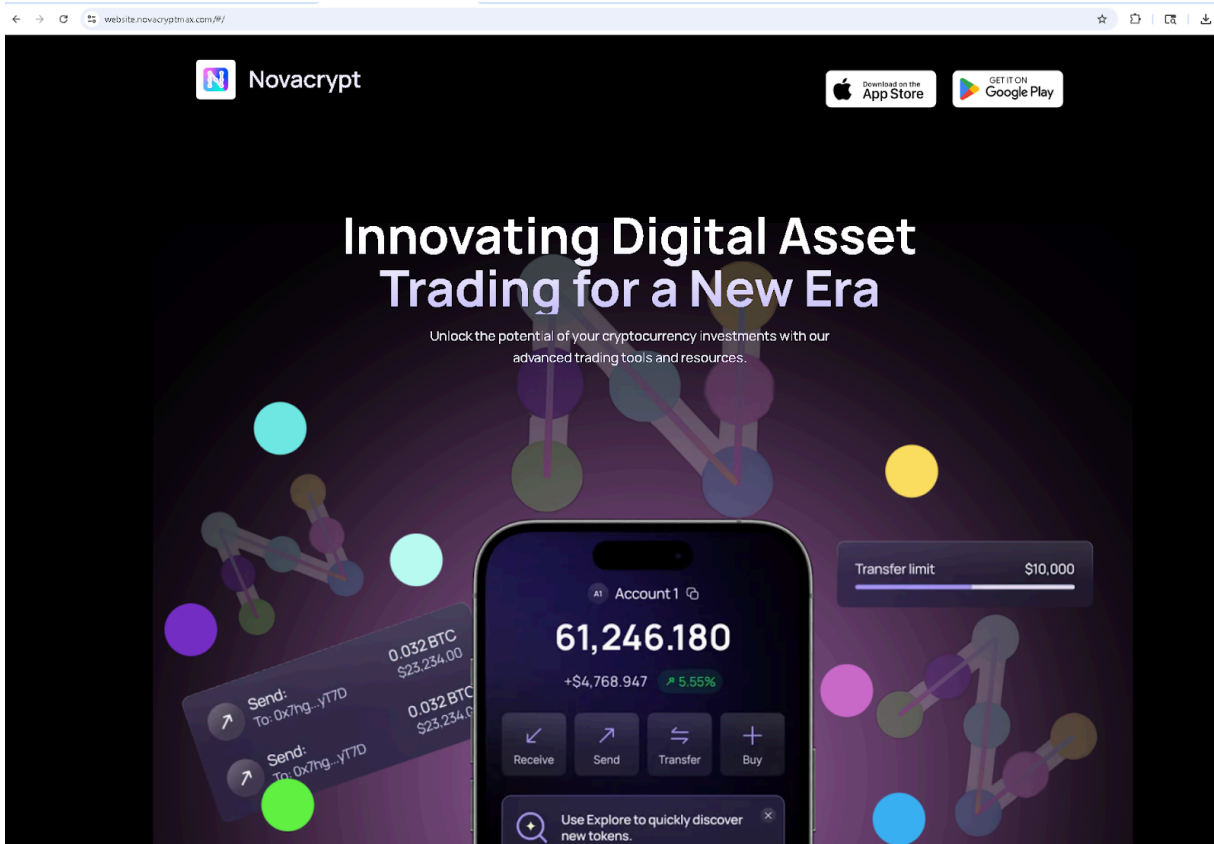 website.novacryptmax.com/#/
Novacrypt
Download on the
App Store
GET IT ON
Google Play
Innovating Digital Asset
Trading for a New Era
Unlock the potential of your cryptocurrency investments with our
advanced trading tools and resources.
Transfer limit $10,000
A1 Account 1
61,246.180
+$4,768.947 5.55%
Send: 0.032 BTC
To: 0x7hg...yT7D $23,234.00
Send: 0.032 BTC
To: 0x7hg...yT7D $23,234.0
Receive Send Transfer Buy
Use Explore to quickly discover
new tokens.